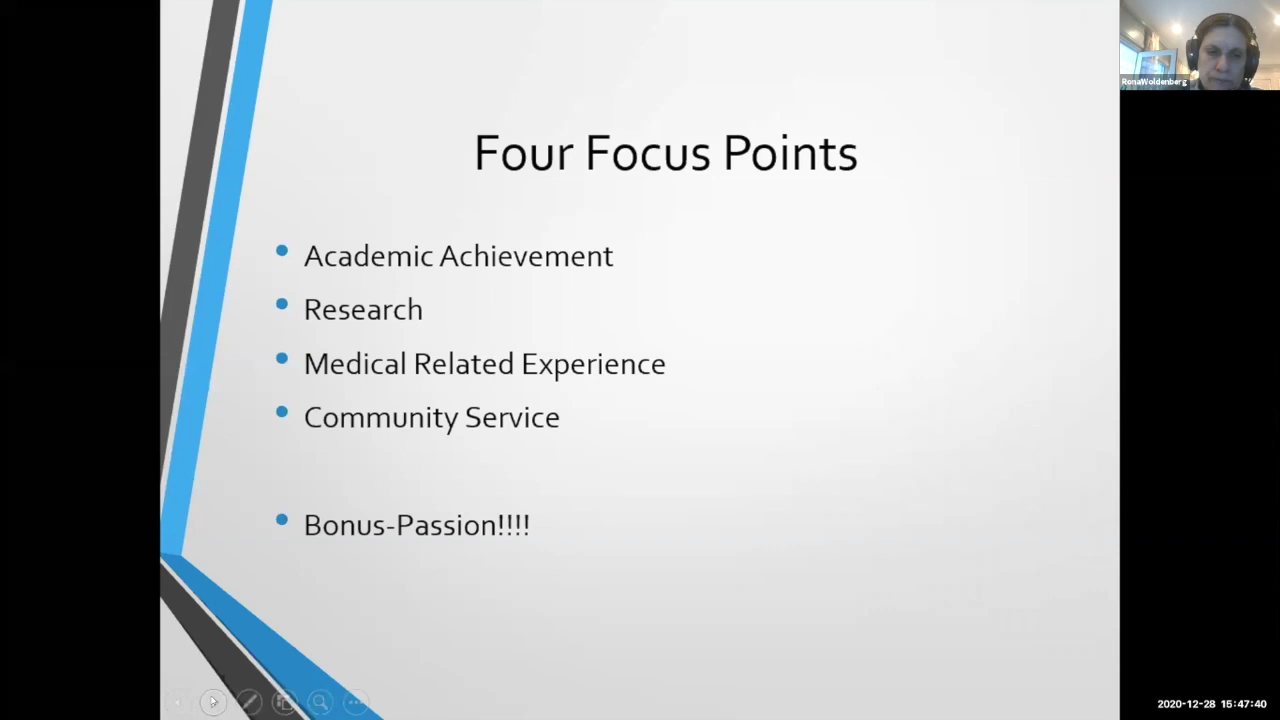 Four Focus Points
Academic Achievement
Research
Medical Related Experience
Community Service
Bonus-Passion!!!!
RonaWoldenberg
2020-12-28 15:47:40